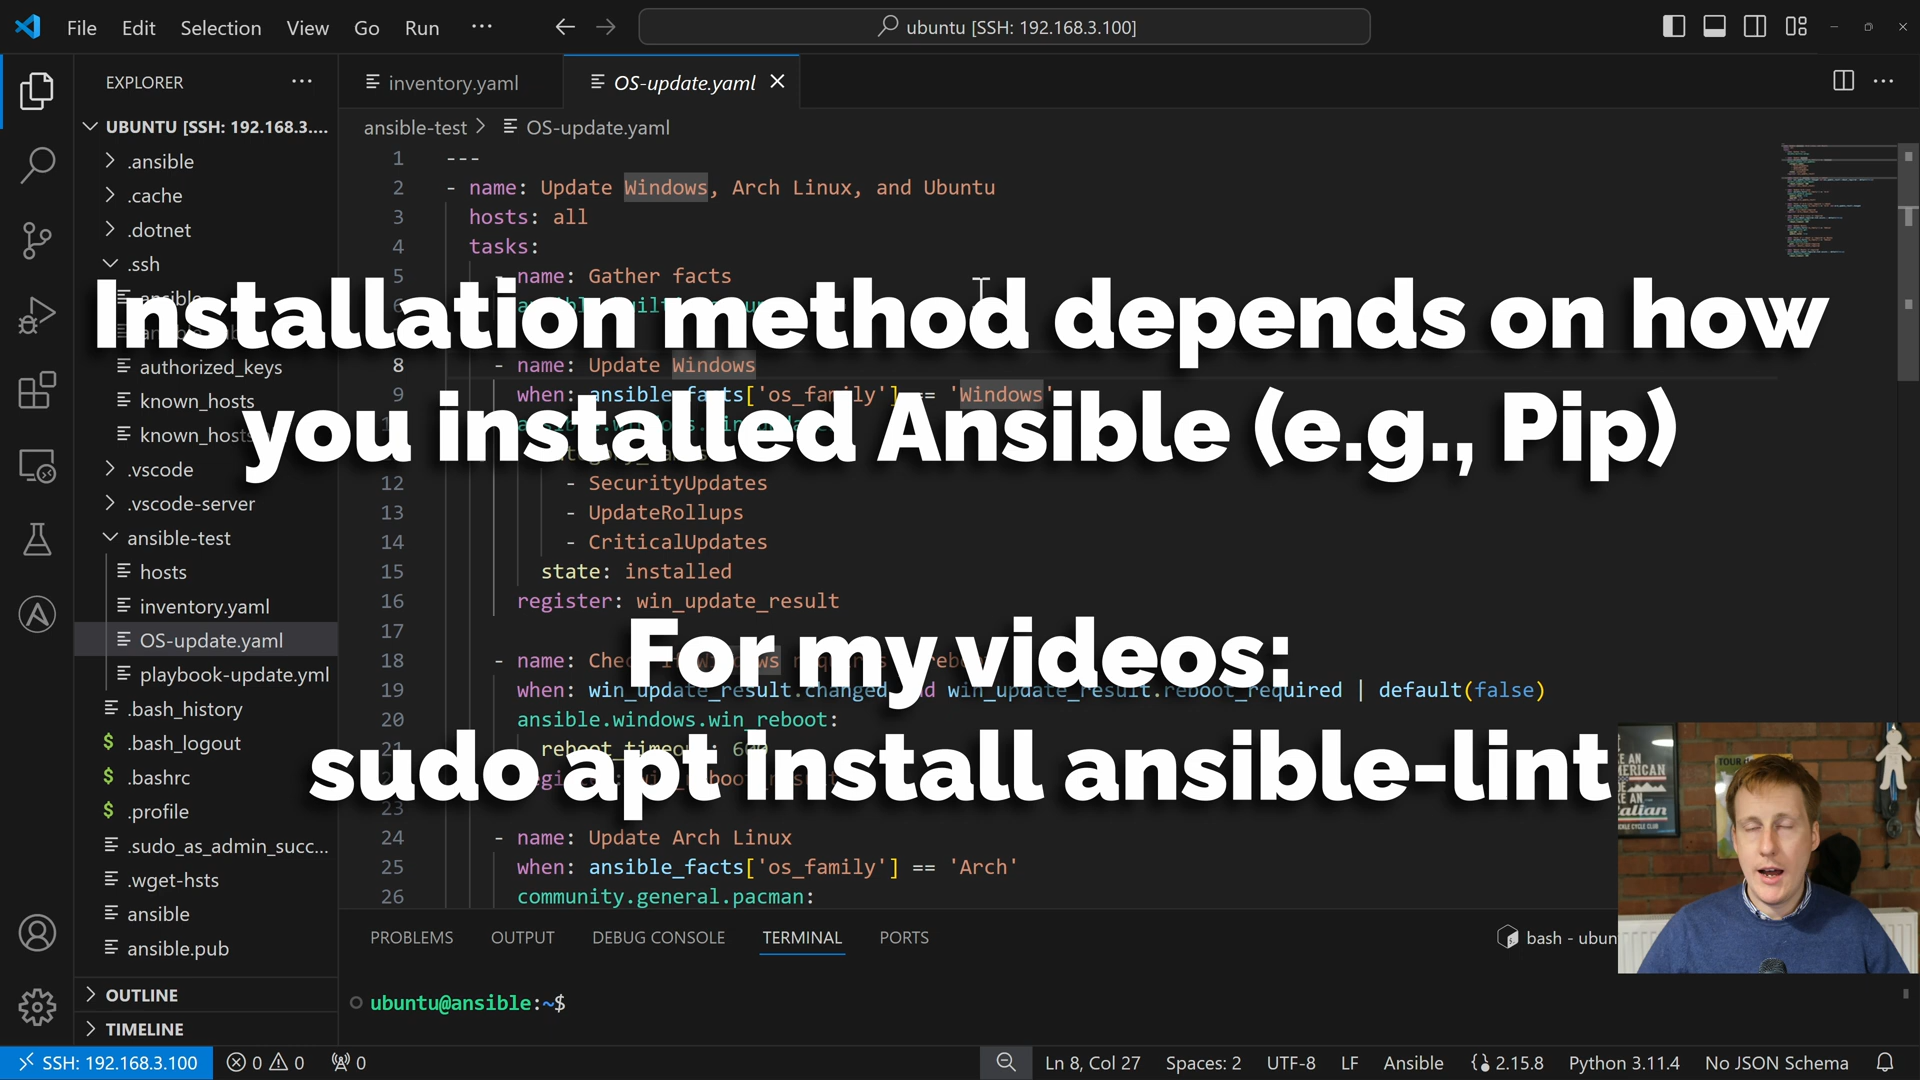 File Edit Selection View Go Run ···
ubuntu [SSH: 192.168.3.100]
EXPLORER
UBUNTU [SSH: 192.168.3....
.ansible
.cache
.dotnet
.ssh
authorized_keys
known_hosts
.vscode
.vscode-server
ansible-test
hosts
inventory.yaml
OS-update.yaml
playbook-update.yml
.bash_history
.bash_logout
.bashrc
.profile
.sudo_as_admin_succ...
.wget-hsts
ansible
ansible.pub
OUTLINE
TIMELINE
inventory.yaml
OS-update.yaml
ansible-test > OS-update.yaml
1 ---
2 - name: Update Windows, Arch Linux, and Ubuntu
3 hosts: all
4 tasks:
5 - name: Gather facts
Installation method depends on how
8 - name: Update Windows
9 when: ansible_facts['os_family'] == 'Windows'
you installed Ansible (e.g., Pip)
12 - SecurityUpdates
13 - UpdateRollups
14 - CriticalUpdates
15 state: installed
16 register: win_update_result
17
For my videos:
18 - name:
19 when: win_update_result.changed and win_update_result.reboot_required | default(false)
20 ansible.windows.win_reboot:
21 reboot_timeout:
sudo apt install ansible-lint
23
24 - name: Update Arch Linux
25 when: ansible_facts['os_family'] == 'Arch'
26 community.general.pacman:
PROBLEMS OUTPUT DEBUG CONSOLE TERMINAL PORTS
bash - ubun
ubuntu@ansible:~$
SSH: 192.168.3.100 0 0 0
Ln 8, Col 27 Spaces: 2 UTF-8 LF Ansible 2.15.8 Python 3.11.4 No JSON Schema